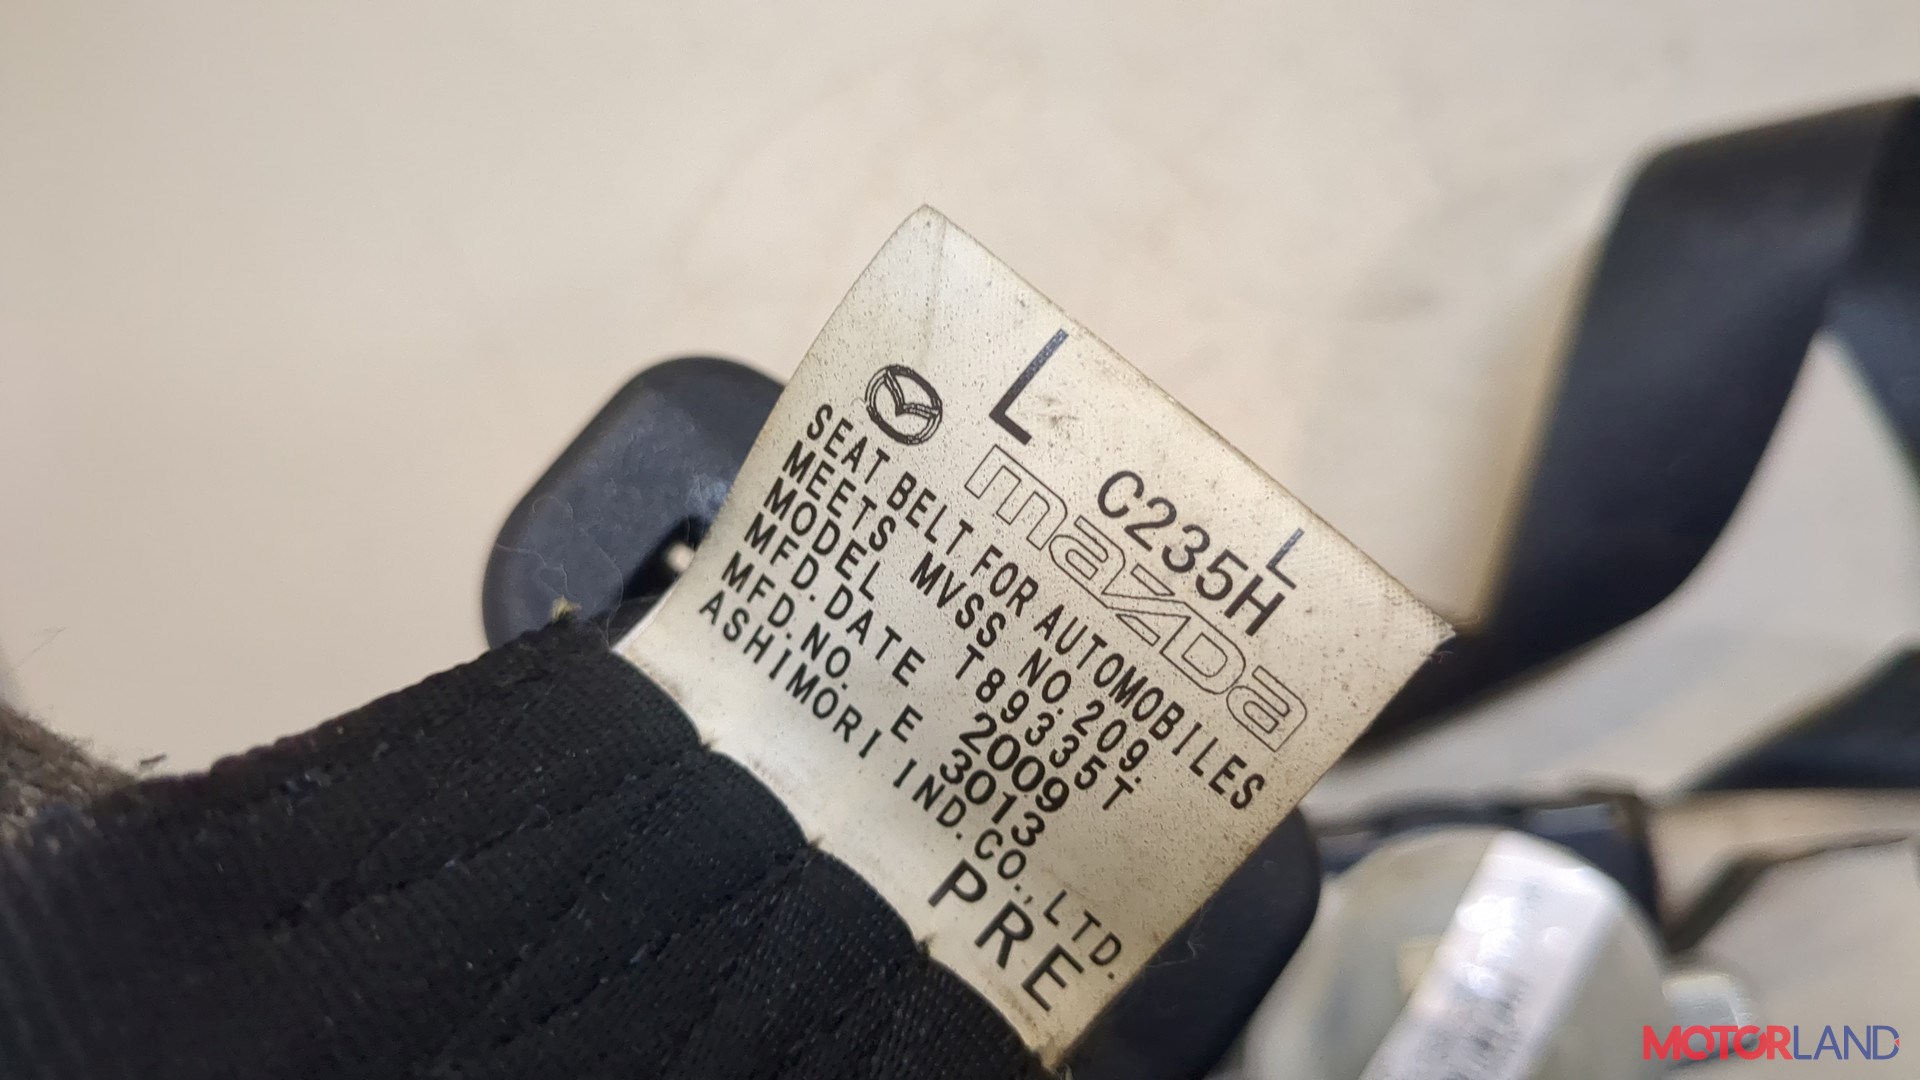 L
C235H L
mazda
SEAT BELT FOR AUTOMOBILES
MEETS MVSS NO.209.
MODEL T89335T
MFD.DATE 2009
MFD.NO. E 3013
ASHIMORI IND.CO.,LTD.
PRE
MOTORLAND